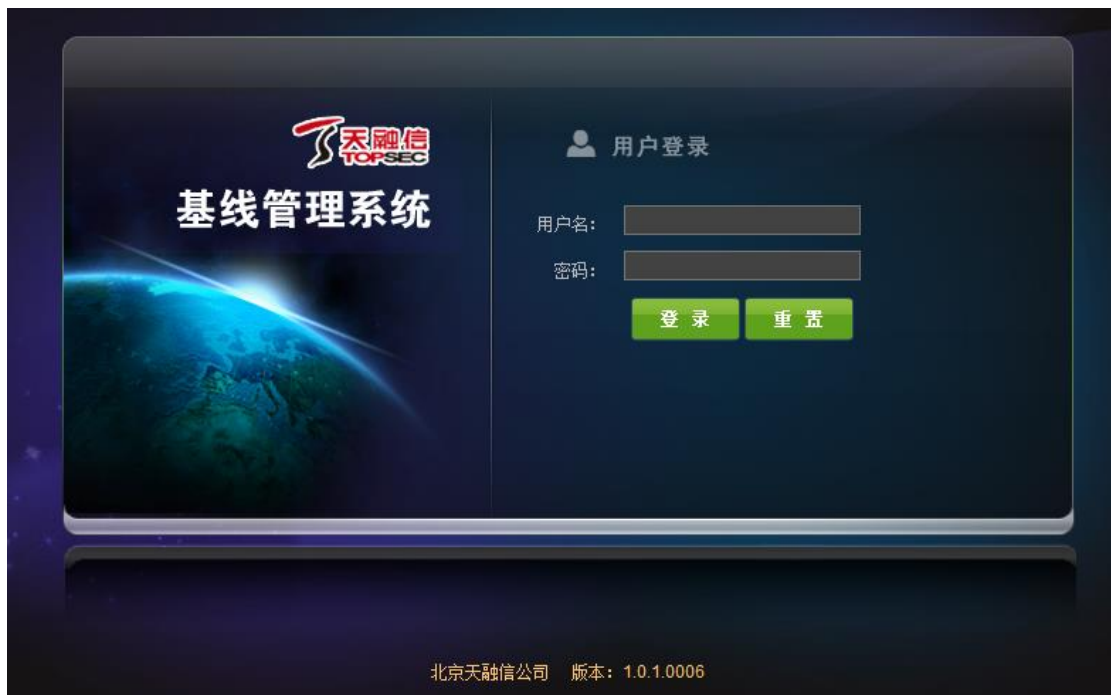 天融信
TOPSEC
基线管理系统
用户登录
用户名：
密码：
登 录
重 置
北京天融信公司 版本：1.0.1.0006